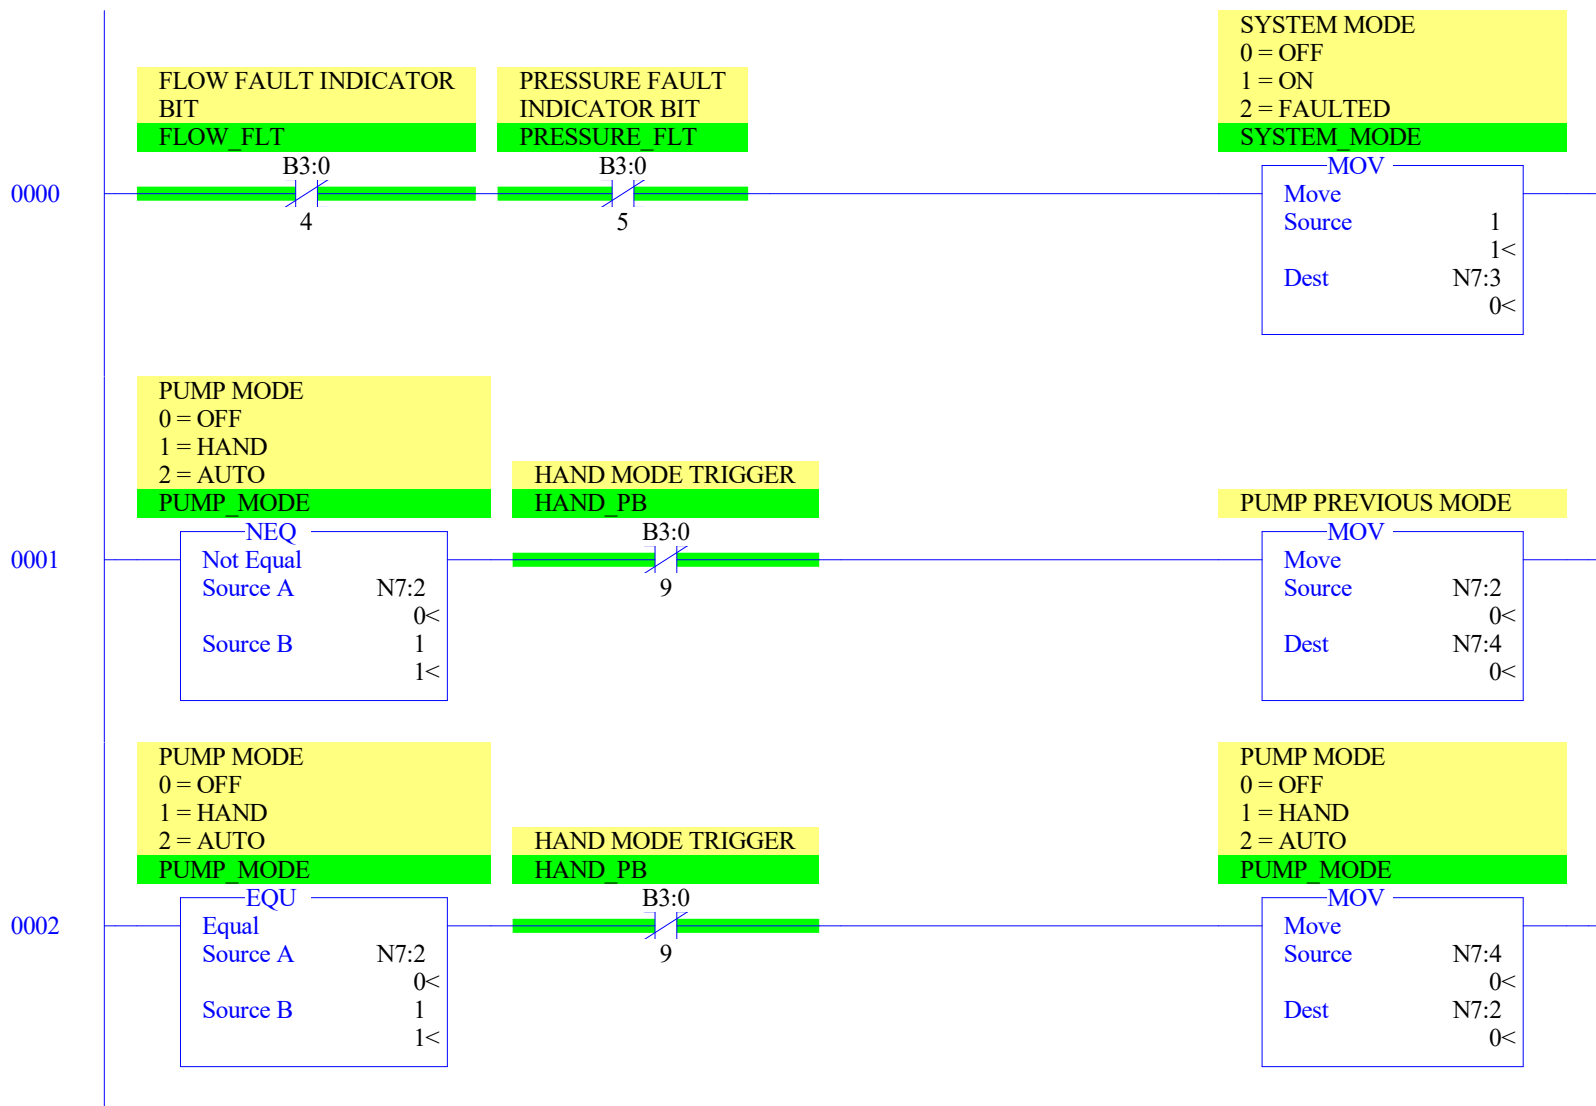 SYSTEM MODE
0 = OFF
1 = ON
2 = FAULTED
SYSTEM_MODE
FLOW FAULT INDICATOR
BIT
FLOW_FLT
PRESSURE FAULT
INDICATOR BIT
PRESSURE_FLT
0000
B3:0
4
B3:0
5
MOV
Move
Source 1
1<
Dest N7:3
0<
PUMP MODE
0 = OFF
1 = HAND
2 = AUTO
PUMP_MODE
HAND MODE TRIGGER
HAND_PB
PUMP PREVIOUS MODE
0001
NEQ
Not Equal
Source A N7:2
0<
Source B 1
1<
B3:0
9
MOV
Move
Source N7:2
0<
Dest N7:4
0<
PUMP MODE
0 = OFF
1 = HAND
2 = AUTO
PUMP_MODE
HAND MODE TRIGGER
HAND_PB
PUMP MODE
0 = OFF
1 = HAND
2 = AUTO
PUMP_MODE
0002
EQU
Equal
Source A N7:2
0<
Source B 1
1<
B3:0
9
MOV
Move
Source N7:4
0<
Dest N7:2
0<